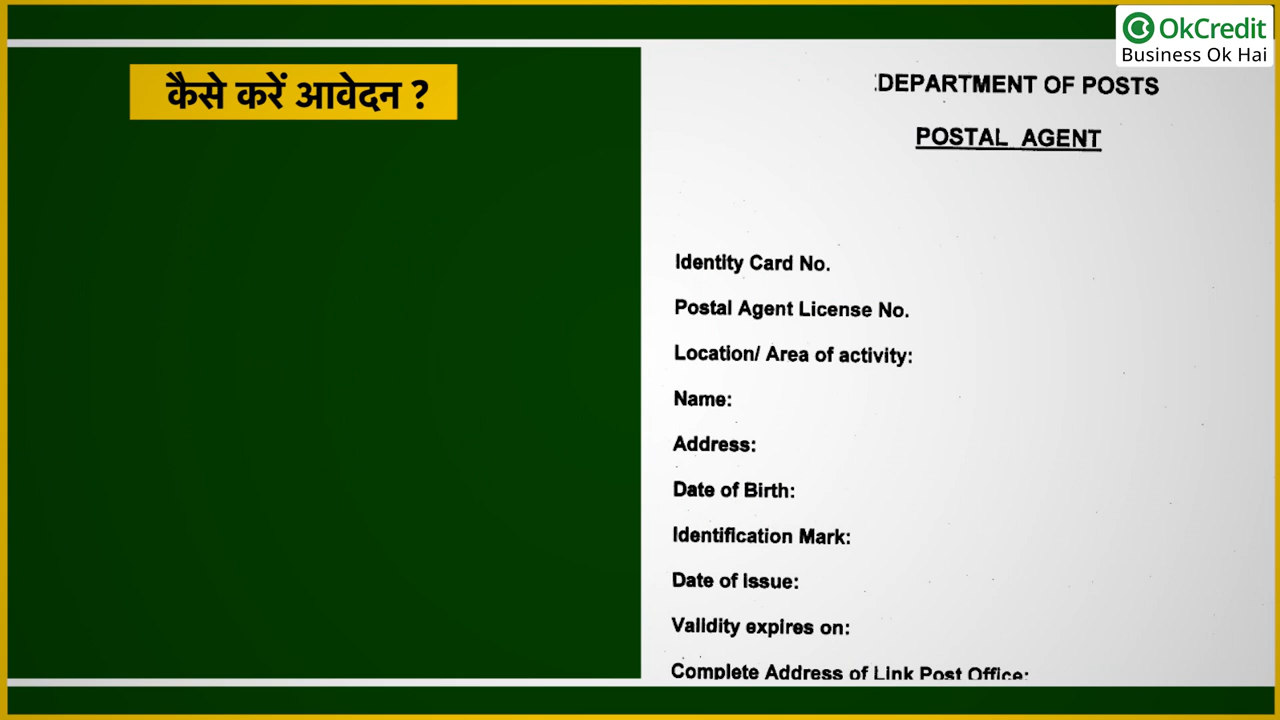 OkCredit
Business Ok Hai
कैसे करें आवेदन ?
DEPARTMENT OF POSTS
POSTAL AGENT
Identity Card No.
Postal Agent License No.
Location/ Area of activity:
Name:
Address:
Date of Birth:
Identification Mark:
Date of Issue:
Validity expires on:
Complete Address of Link Post Office: